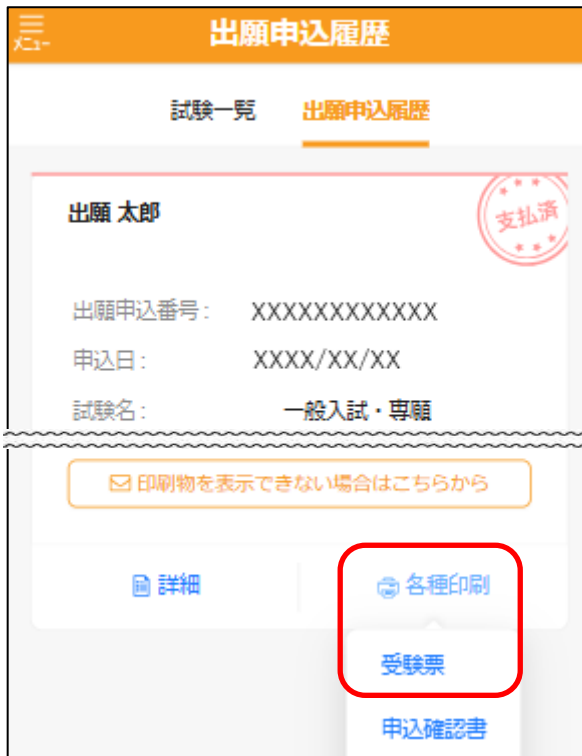 メニュー
出願申込履歴
試験一覧 出願申込履歴
出願 太郎
支払済
出願申込番号: XXXXXXXXXXXX
申込日: XXXX/XX/XX
試験名: 一般入試・専願
印刷物を表示できない場合はこちらから
詳細 各種印刷
受験票
申込確認書